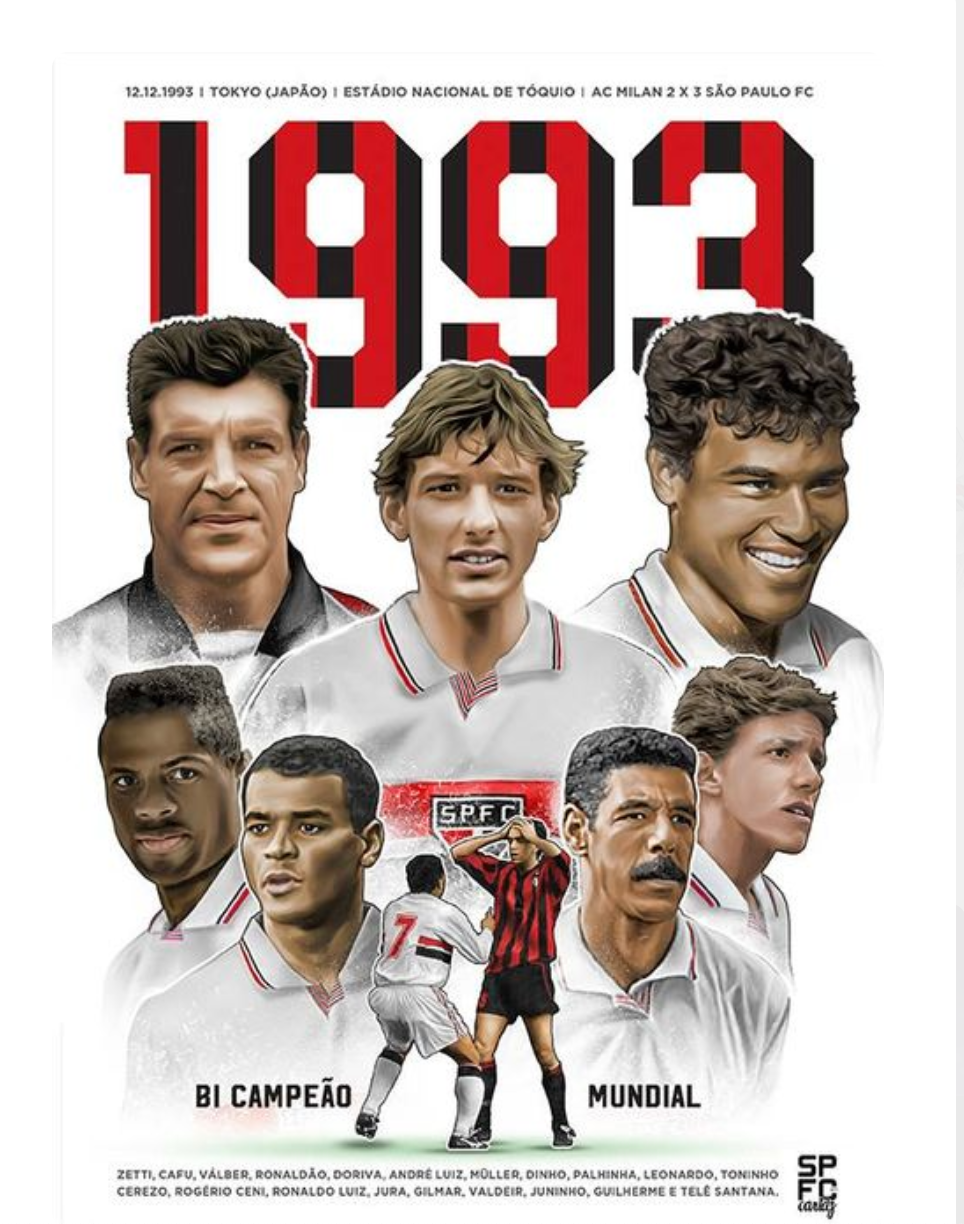 12.12.1993 | TOKYO (JAPÃO) | ESTÁDIO NACIONAL DE TÓQUIO | AC MILAN 2 X 3 SÃO PAULO FC
1993
SPFC
7
BI CAMPEÃO MUNDIAL
ZETTI, CAFU, VÁLBER, RONALDÃO, DORIVA, ANDRÉ LUIZ, MÜLLER, DINHO, PALHINHA, LEONARDO, TONINHO
CEREZO, ROGÉRIO CENI, RONALDO LUIZ, JURA, GILMAR, VALDEIR, JUNINHO, GUILHERME E TELÊ SANTANA.
SP
FC